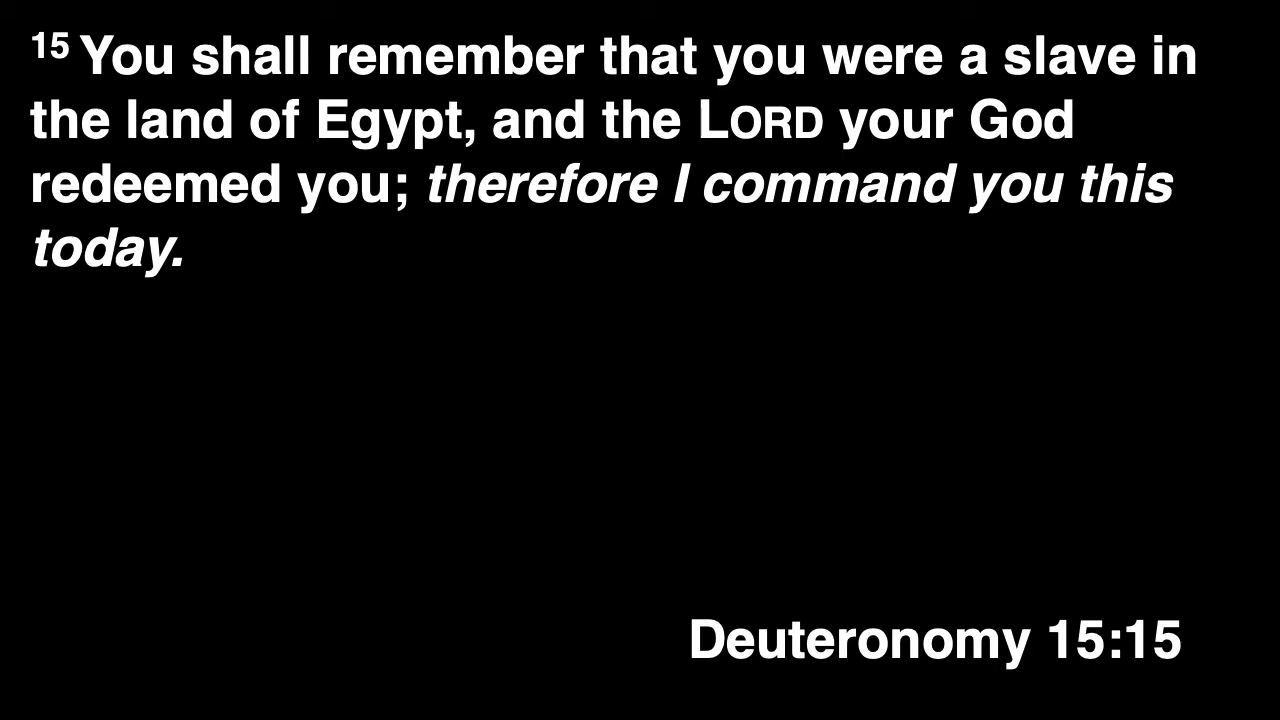 15 You shall remember that you were a slave in
the land of Egypt, and the LORD your God
redeemed you; therefore I command you this
today.
Deuteronomy 15:15